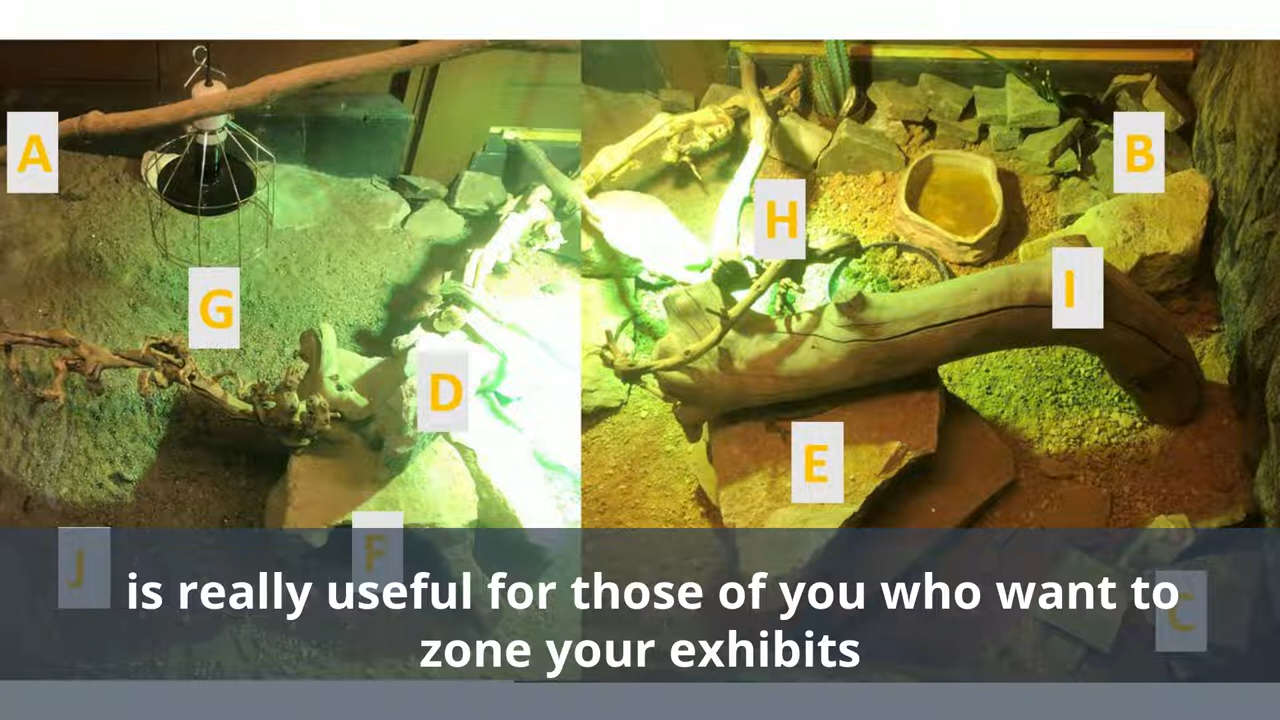 A
B
H
G
I
D
E
F
J
C
is really useful for those of you who want to
zone your exhibits